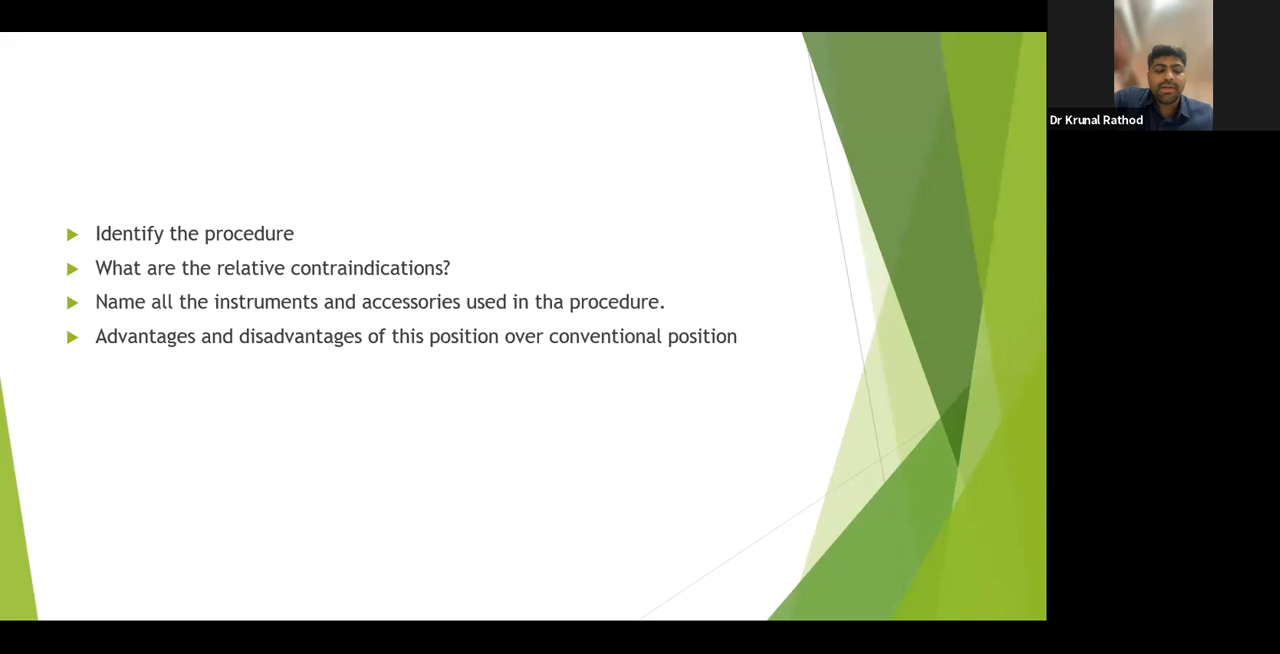 Identify the procedure
What are the relative contraindications?
Name all the instruments and accessories used in tha procedure.
Advantages and disadvantages of this position over conventional position
Dr Krunal Rathod